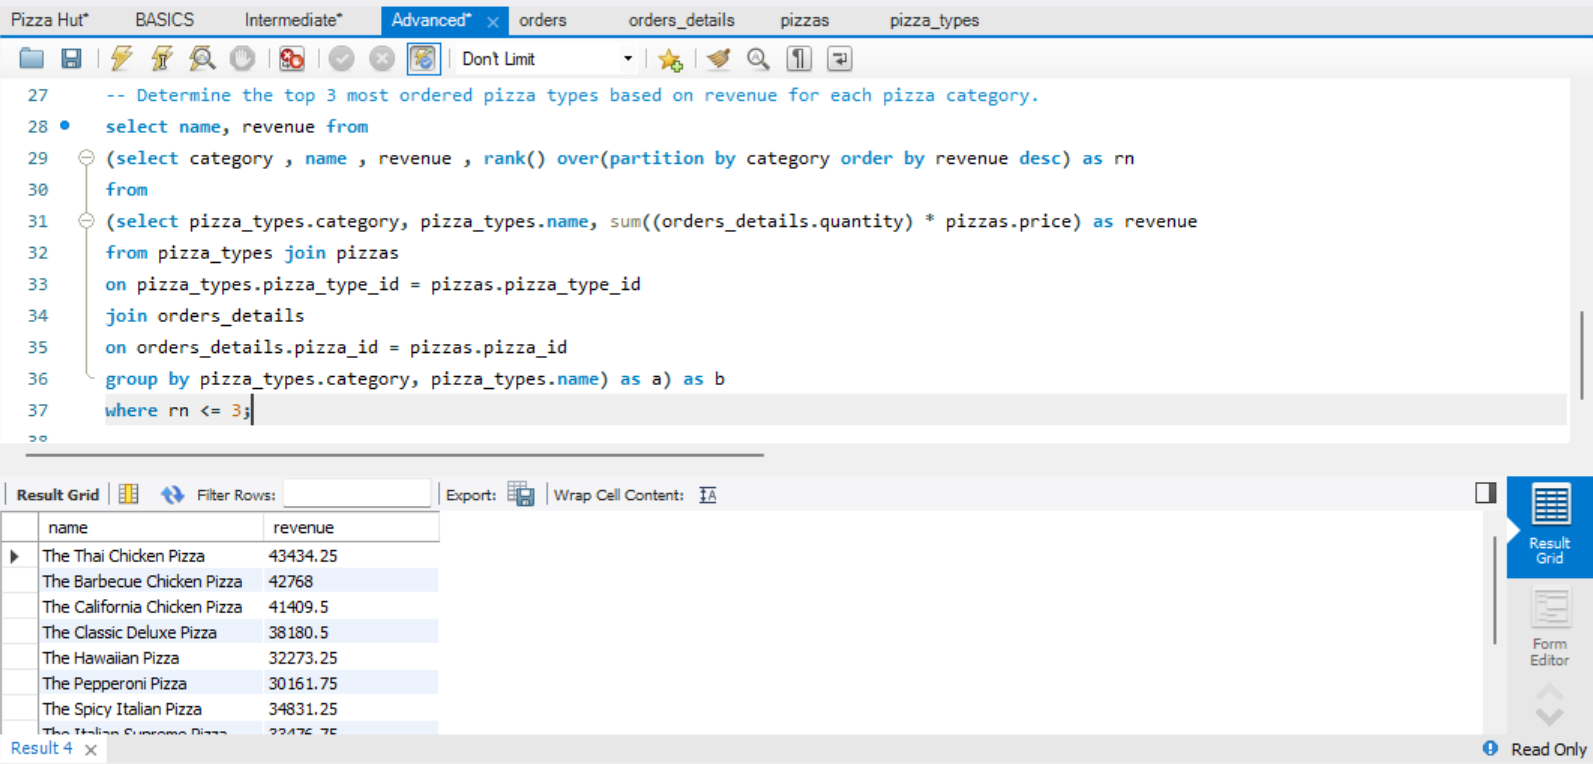 Pizza Hut* BASICS Intermediate* Advanced* × orders orders_details pizzas pizza_types
Don't Limit
27 -- Determine the top 3 most ordered pizza types based on revenue for each pizza category.
28 select name, revenue from
29 (select category , name , revenue , rank() over(partition by category order by revenue desc) as rn
30 from
31 (select pizza_types.category, pizza_types.name, sum((orders_details.quantity) * pizzas.price) as revenue
32 from pizza_types join pizzas
33 on pizza_types.pizza_type_id = pizzas.pizza_type_id
34 join orders_details
35 on orders_details.pizza_id = pizzas.pizza_id
36 group by pizza_types.category, pizza_types.name) as a) as b
37 where rn <= 3;
38
Result Grid Filter Rows: Export: Wrap Cell Content:
name revenue
The Thai Chicken Pizza 43434.25
The Barbecue Chicken Pizza 42768
The California Chicken Pizza 41409.5
The Classic Deluxe Pizza 38180.5
The Hawaiian Pizza 32273.25
The Pepperoni Pizza 30161.75
The Spicy Italian Pizza 34831.25
The Italian Supreme Pizza 33476.75
Result
Grid
Form
Editor
Result 4 × Read Only